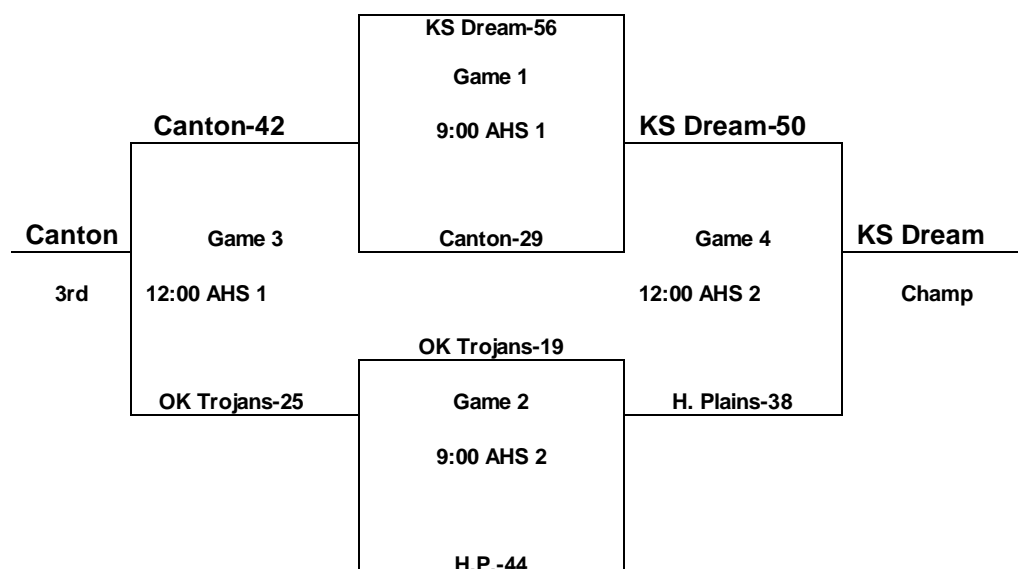 KS Dream-56
Game 1
Canton-42
9:00 AHS 1
KS Dream-50
Canton
Game 3
Canton-29
Game 4
KS Dream
3rd
12:00 AHS 1
12:00 AHS 2
Champ
OK Trojans-19
OK Trojans-25
Game 2
H. Plains-38
9:00 AHS 2
H.P.-44